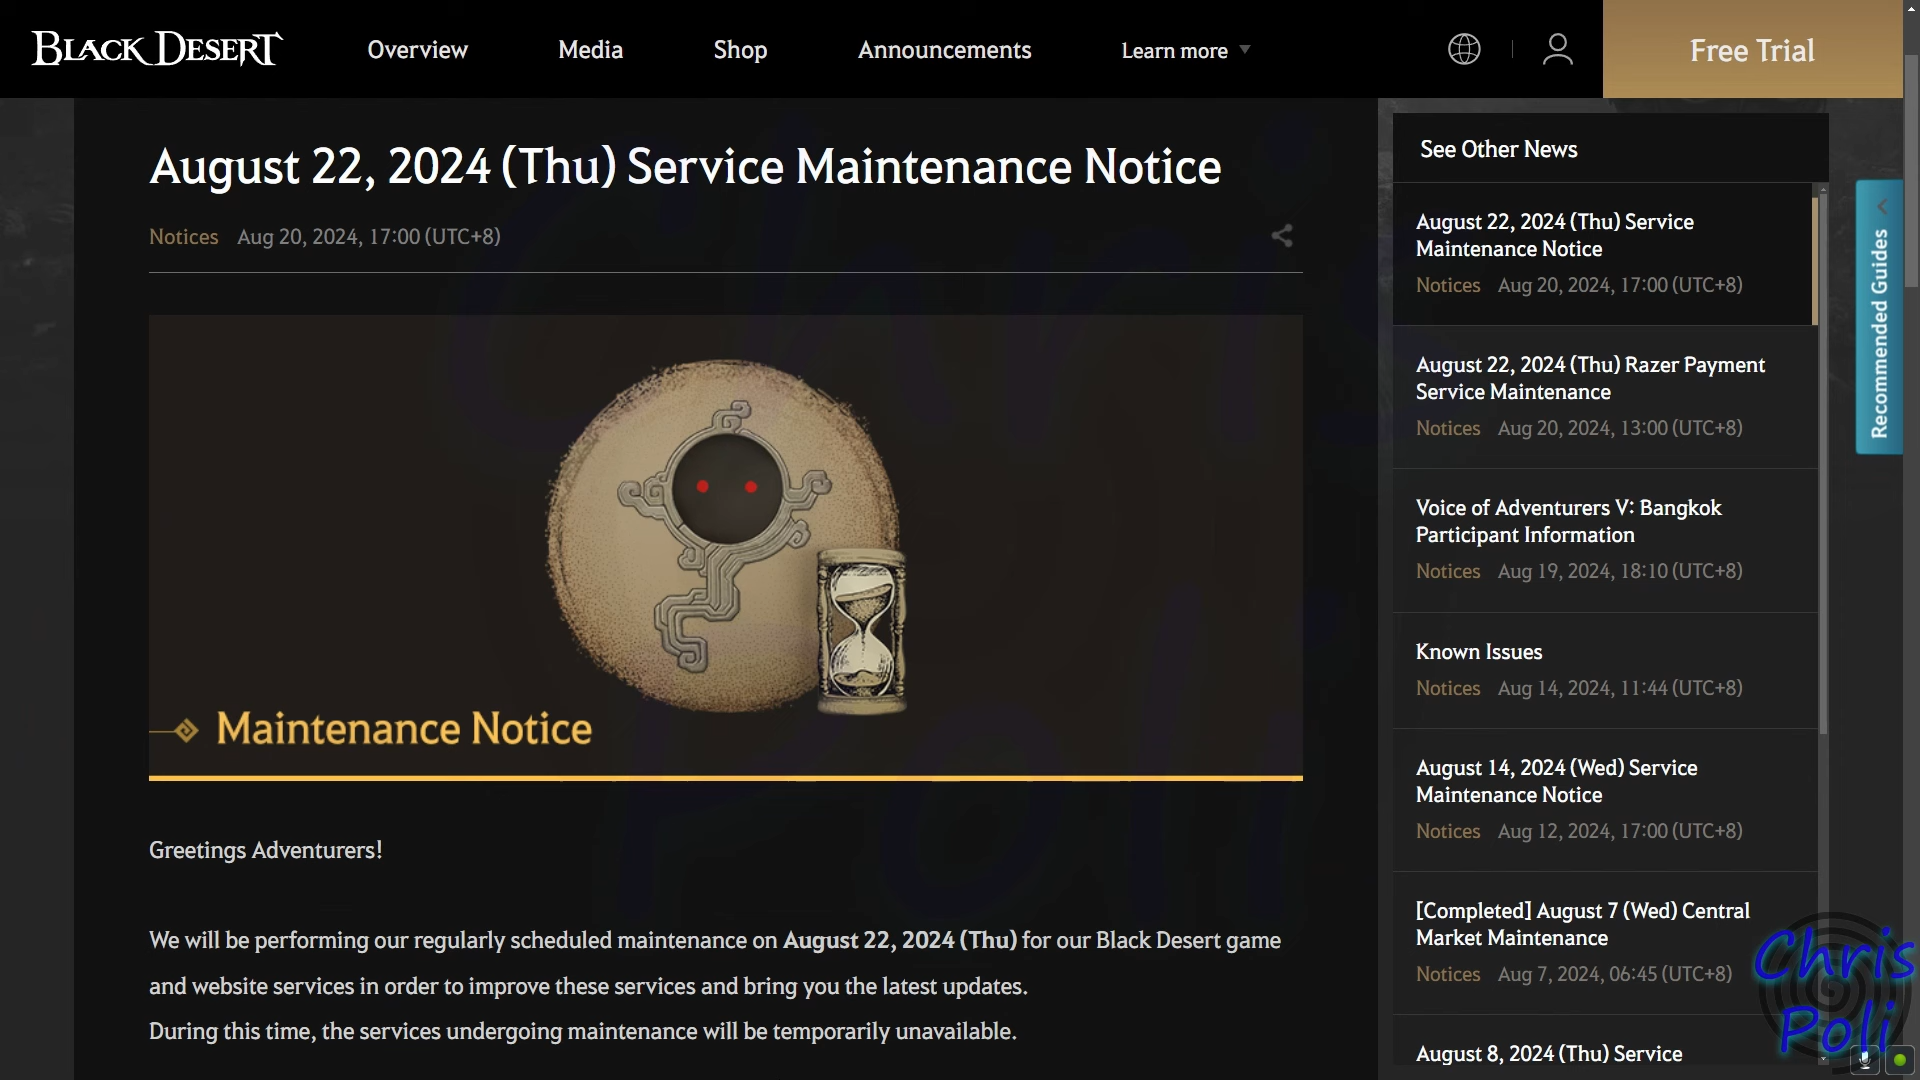 BLACK DESERT
Overview
Media
Shop
Announcements
Learn more
Free Trial
August 22, 2024 (Thu) Service Maintenance Notice
Notices Aug 20, 2024, 17:00 (UTC+8)
Maintenance Notice
Greetings Adventurers!
We will be performing our regularly scheduled maintenance on August 22, 2024 (Thu) for our Black Desert game
and website services in order to improve these services and bring you the latest updates.
During this time, the services undergoing maintenance will be temporarily unavailable.
See Other News
August 22, 2024 (Thu) Service
Maintenance Notice
Notices Aug 20, 2024, 17:00 (UTC+8)
August 22, 2024 (Thu) Razer Payment
Service Maintenance
Notices Aug 20, 2024, 13:00 (UTC+8)
Voice of Adventurers V: Bangkok
Participant Information
Notices Aug 19, 2024, 18:10 (UTC+8)
Known Issues
Notices Aug 14, 2024, 11:44 (UTC+8)
August 14, 2024 (Wed) Service
Maintenance Notice
Notices Aug 12, 2024, 17:00 (UTC+8)
[Completed] August 7 (Wed) Central
Market Maintenance
Notices Aug 7, 2024, 06:45 (UTC+8)
August 8, 2024 (Thu) Service
Recommended Guides
Chris
Poli
Chris
Poli